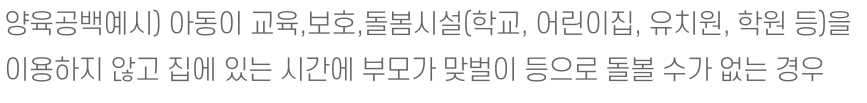 양육공백예시) 아동이 교육,보호,돌봄시설(학교, 어린이집, 유치원, 학원 등)을
이용하지 않고 집에 있는 시간에 부모가 맞벌이 등으로 돌볼 수가 없는 경우